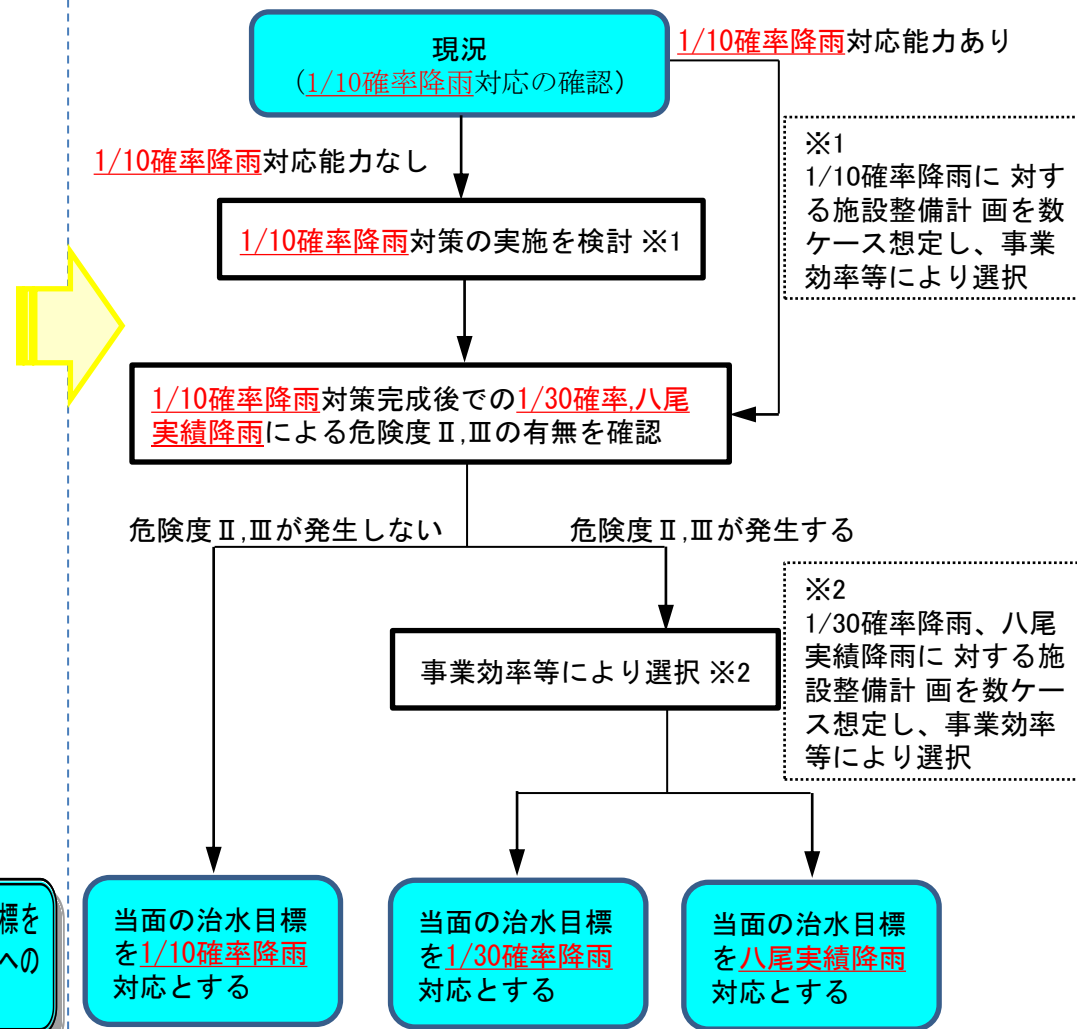 現況
(1/10確率降雨対応の確認)
1/10確率降雨対応能力あり
1/10確率降雨対応能力なし
※1
1/10確率降雨に 対す
る施設整備計 画を数
ケース想定し、事業
効率等により選択
1/10確率降雨対策の実施を検討 ※1
1/10確率降雨対策完成後での1/30確率,八尾
実績降雨による危険度Ⅱ,Ⅲの有無を確認
危険度Ⅱ,Ⅲが発生しない
危険度Ⅱ,Ⅲが発生する
※2
1/30確率降雨、八尾
実績降雨に 対する施
設整備計 画を数ケー
ス想定し、事業効率
等により選択
事業効率等により選択 ※2
標を
への
当面の治水目標
を1/10確率降雨
対応とする
当面の治水目標
を1/30確率降雨
対応とする
当面の治水目標
を八尾実績降雨
対応とする